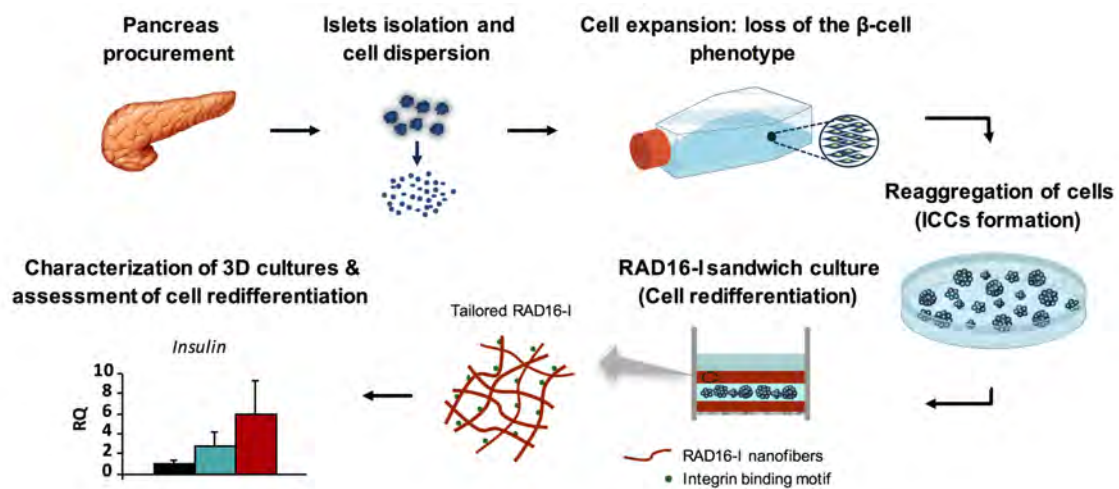 Pancreas
procurement
Islets isolation and
cell dispersion
Cell expansion: loss of the β-cell
phenotype
Reaggregation of cells
(ICCs formation)
RAD16-I sandwich culture
(Cell redifferentiation)
Tailored RAD16-I
RAD16-I nanofibers
Integrin binding motif
Characterization of 3D cultures &
assessment of cell redifferentiation
Insulin
RQ
10
8
6
4
2
0